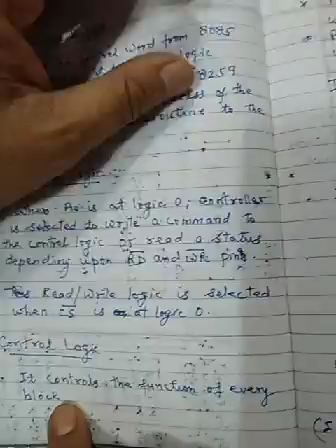 Word from 8085
logic
8259
of the
to the
When A0 is at logic 0, controller
is selected to write a command to
the control logic or read a status
depending upon RD and WR pins.
Read/Write logic is selected
when CS is at logic 0.
Control Logic
It controls the function of every
block.